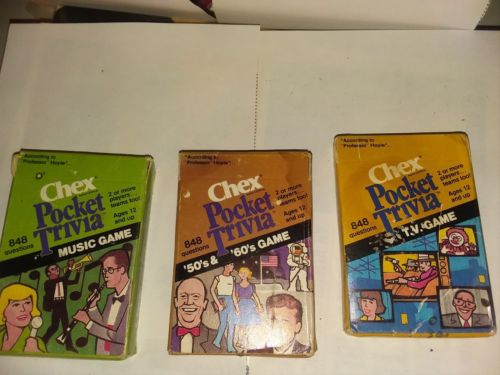 "According to
"Professor" Hoyle".
Chex
Pocket
Trivia
2 or more
players...
teams too!
Ages 12
and up
848
questions
MUSIC GAME
"According to
"Professor" Hoyle".
Chex
Pocket
Trivia
2 or more
players...
teams too!
Ages 12
and up
848
questions
'50's & '60's GAME
"According to
"Professor" Hoyle".
Chex
Pocket
Trivia
2 or more
players...
teams too!
Ages 12
and up
848
questions
T.V. GAME